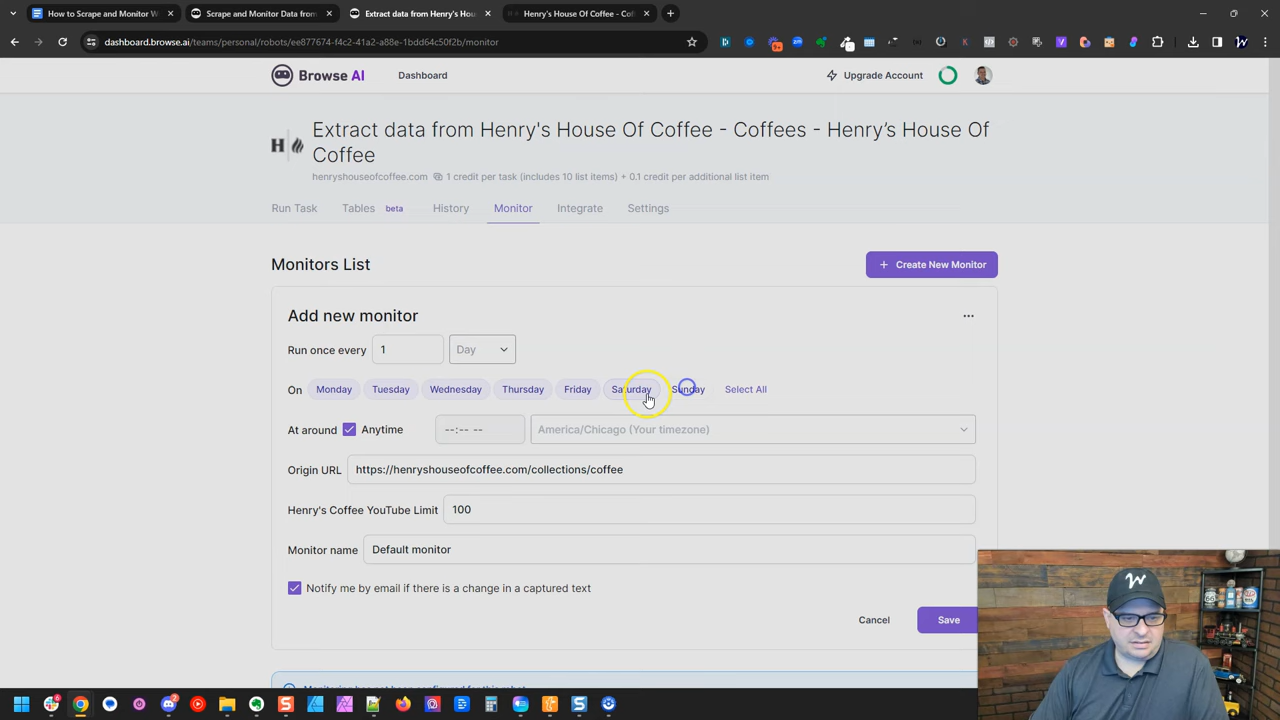 How to Scrape and Monitor W
Scrape and Monitor Data from
Extract data from Henry's Hou
Henry's House Of Coffee - Cof
dashboard.browse.ai/teams/personal/robots/ee877674-f4c2-41a2-a88e-1bdd64c50f2b/monitor
Browse AI
Dashboard
Upgrade Account
Extract data from Henry's House Of Coffee - Coffees - Henry's House Of
Coffee
henryshouseofcoffee.com 1 credit per task (includes 10 list items) + 0.1 credit per additional list item
Run Task Tables beta History Monitor Integrate Settings
Monitors List
+ Create New Monitor
Add new monitor
Run once every 1 Day
On Monday Tuesday Wednesday Thursday Friday Saturday Sunday Select All
At around Anytime --:-- -- America/Chicago (Your timezone)
Origin URL https://henryshouseofcoffee.com/collections/coffee
Henry's Coffee YouTube Limit 100
Monitor name Default monitor
Notify me by email if there is a change in a captured text
Cancel Save